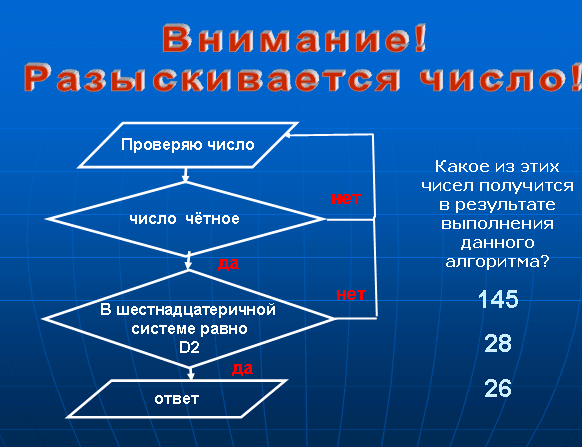 Внимание!
Разыскивается число!
Проверяю число
число чётное
нет
да
В шестнадцатеричной
системе равно
D2
нет
да
ответ
Какое из этих
чисел получится
в результате
выполнения
данного
алгоритма?
145
28
26